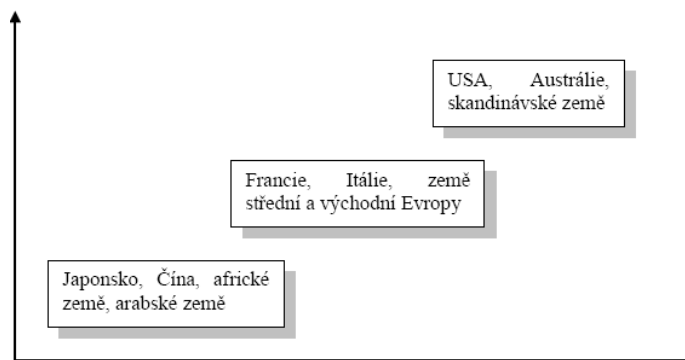 USA, Austrálie,
skandinávské země
Francie, Itálie, země
střední a východní Evropy
Japonsko, Čína, africké
země, arabské země